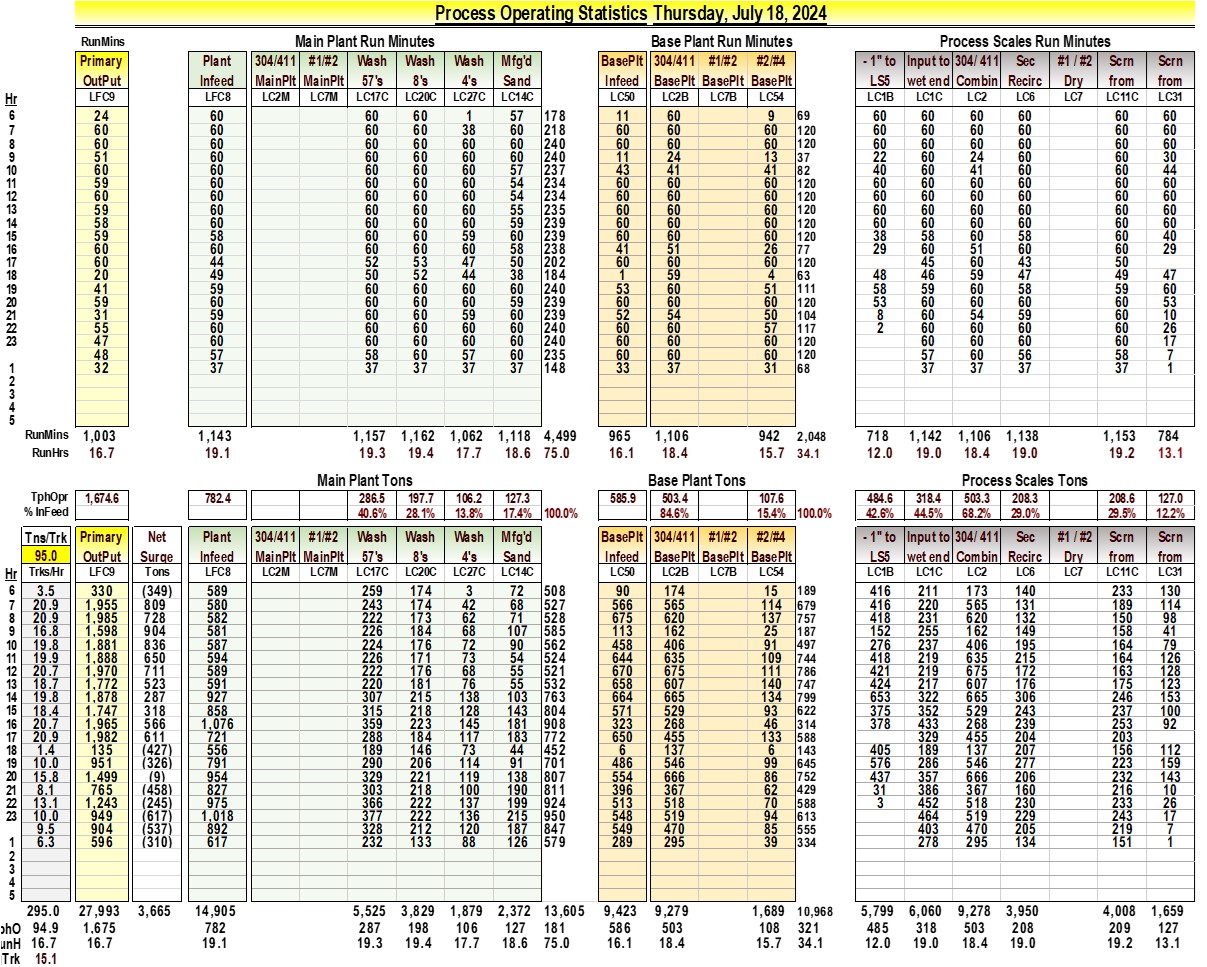 Process Operating Statistics Thursday, July 18, 2024
RunMins Main Plant Run Minutes Base Plant Run Minutes Process Scales Run Minutes
Primary Plant 304/411 #1/#2 Wash Wash Wash Mfg'd BasePlt 304/411 #1/#2 #2/#4 - 1" to Input to 304/ 411 Sec #1 / #2 Scrn Scrn
OutPut Infeed MainPlt MainPlt 57's 8's 4's Sand Infeed BasePlt BasePlt BasePlt LS5 wet end Combin Recirc Dry from from
Hr LFC9 LFC8 LC2M LC7M LC17C LC20C LC27C LC14C LC50 LC2B LC7B LC54 LC1B LC1C LC2 LC6 LC7 LC11C LC31
6 24 60 60 60 1 57 178 11 60 9 69 60 60 60 60 60 60
7 60 60 60 60 38 60 218 60 60 60 120 60 60 60 60 60 60
8 60 60 60 60 60 60 240 60 60 60 120 60 60 60 60 60 60
9 51 60 60 60 60 60 240 11 24 13 37 22 60 24 60 60 30
10 60 60 60 60 60 57 237 43 41 41 82 40 60 41 60 60 44
11 59 60 60 60 60 54 234 60 60 60 120 60 60 60 60 60 60
12 60 60 60 60 60 54 234 60 60 60 120 60 60 60 60 60 60
13 59 60 60 60 60 55 235 60 60 60 120 60 60 60 60 60 60
14 58 60 60 60 60 59 239 60 60 60 120 60 60 60 60 60 60
15 59 58 60 60 59 60 239 60 60 60 120 38 58 60 58 60 40
16 60 60 60 60 60 58 238 41 51 26 77 29 60 51 60 60 29
17 60 44 52 53 47 50 202 60 60 60 120 45 60 43 50
18 20 49 50 52 44 38 184 1 59 4 63 48 46 59 47 49 47
19 41 59 60 60 60 60 240 53 60 51 111 58 59 60 58 59 60
20 59 60 60 60 60 59 239 60 60 60 120 53 60 60 60 60 53
21 31 59 60 60 59 60 239 52 54 50 104 8 60 54 59 60 10
22 55 60 60 60 60 60 240 60 60 57 117 2 60 60 60 60 26
23 47 60 60 60 60 60 240 60 60 60 120 60 60 60 60 17
48 57 58 60 57 60 235 60 60 60 120 57 60 56 58 7
1 32 37 37 37 37 37 148 33 37 31 68 37 37 37 37 1
2
3
4
5
RunMins 1,003 1,143 1,157 1,162 1,062 1,118 4,499 965 1,106 942 2,048 718 1,142 1,106 1,138 1,153 784
RunHrs 16.7 19.1 19.3 19.4 17.7 18.6 75.0 16.1 18.4 15.7 34.1 12.0 19.0 18.4 19.0 19.2 13.1
Main Plant Tons Base Plant Tons Process Scales Tons
TphOpr 1,674.6 782.4 286.5 197.7 106.2 127.3 585.9 503.4 107.6 484.6 318.4 503.3 208.3 208.6 127.0
% InFeed 40.6% 28.1% 13.8% 17.4% 100.0% 84.6% 15.4% 100.0% 42.6% 44.5% 68.2% 29.0% 29.5% 12.2%
Tns/Trk Primary Net Plant 304/411 #1/#2 Wash Wash Wash Mfg'd BasePlt 304/411 #1/#2 #2/#4 - 1" to Input to 304/ 411 Sec #1 / #2 Scrn Scrn
95.0 OutPut Surge Infeed MainPlt MainPlt 57's 8's 4's Sand Infeed BasePlt BasePlt BasePlt LS5 wet end Combin Recirc Dry from from
Hr Trks/Hr LFC9 Tons LFC8 LC2M LC7M LC17C LC20C LC27C LC14C LC50 LC2B LC7B LC54 LC1B LC1C LC2 LC6 LC7 LC11C LC31
6 3.5 330 (349) 589 259 174 3 72 508 90 174 15 189 416 211 173 140 233 130
7 20.9 1,955 809 580 243 174 42 68 527 566 565 114 679 416 220 565 131 189 114
8 20.9 1,985 728 582 222 173 62 71 528 675 620 137 757 418 231 620 132 150 98
9 16.8 1,598 904 581 226 184 68 107 585 113 162 25 187 152 255 162 149 158 41
10 19.8 1,881 836 587 224 176 72 90 562 458 406 91 497 276 237 406 195 164 79
11 19.9 1,888 650 594 226 171 73 54 524 644 635 109 744 418 219 635 215 164 126
12 20.7 1,970 711 589 222 176 68 55 521 670 675 111 786 421 219 675 172 163 128
13 18.7 1,772 523 591 220 181 76 55 532 658 607 140 747 424 217 607 176 175 123
14 19.8 1,878 287 927 307 215 138 103 763 664 665 134 799 653 322 665 306 246 153
15 18.4 1,747 318 858 315 218 128 143 804 571 529 93 622 375 352 529 243 237 100
16 20.7 1,965 566 1,076 359 223 145 181 908 323 268 46 314 378 433 268 239 253 92
17 20.9 1,982 611 721 288 184 117 183 772 650 455 133 588 329 455 204 203
18 1.4 135 (427) 556 189 146 73 44 452 6 137 6 143 405 189 137 207 156 112
19 10.0 951 (326) 791 290 206 114 91 701 486 546 99 645 576 286 546 277 223 159
20 15.8 1,499 (9) 954 329 221 119 138 807 554 666 86 752 437 357 666 206 232 143
21 8.1 765 (458) 827 303 218 100 190 811 396 367 62 429 31 386 367 160 216 10
22 13.1 1,243 (245) 975 366 222 137 199 924 513 518 70 588 3 452 518 230 233 26
23 10.0 949 (617) 1,018 377 222 136 215 950 548 519 94 613 464 519 229 243 17
9.5 904 (537) 892 328 212 120 187 847 549 470 85 555 403 470 205 219 7
1 6.3 596 (310) 617 232 133 88 126 579 289 295 39 334 278 295 134 151 1
2
3
4
5
295.0 27,993 3,665 14,905 5,525 3,829 1,879 2,372 13,605 9,423 9,279 1,689 10,968 5,799 6,060 9,278 3,950 4,008 1,659
phO 94.9 1,675 782 287 198 106 127 181 586 503 108 321 485 318 503 208 209 127
unH 16.7 16.7 19.1 19.3 19.4 17.7 18.6 75.0 16.1 18.4 15.7 34.1 12.0 19.0 18.4 19.0 19.2 13.1
Trk 15.1